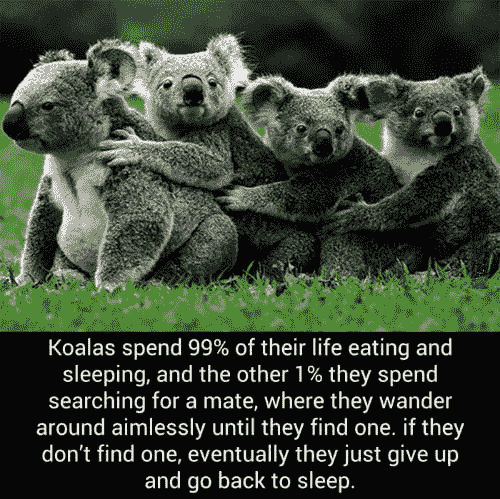 Koalas spend 99% of their life eating and
sleeping, and the other 1% they spend
searching for a mate, where they wander
around aimlessly until they find one. if they
don't find one, eventually they just give up
and go back to sleep.